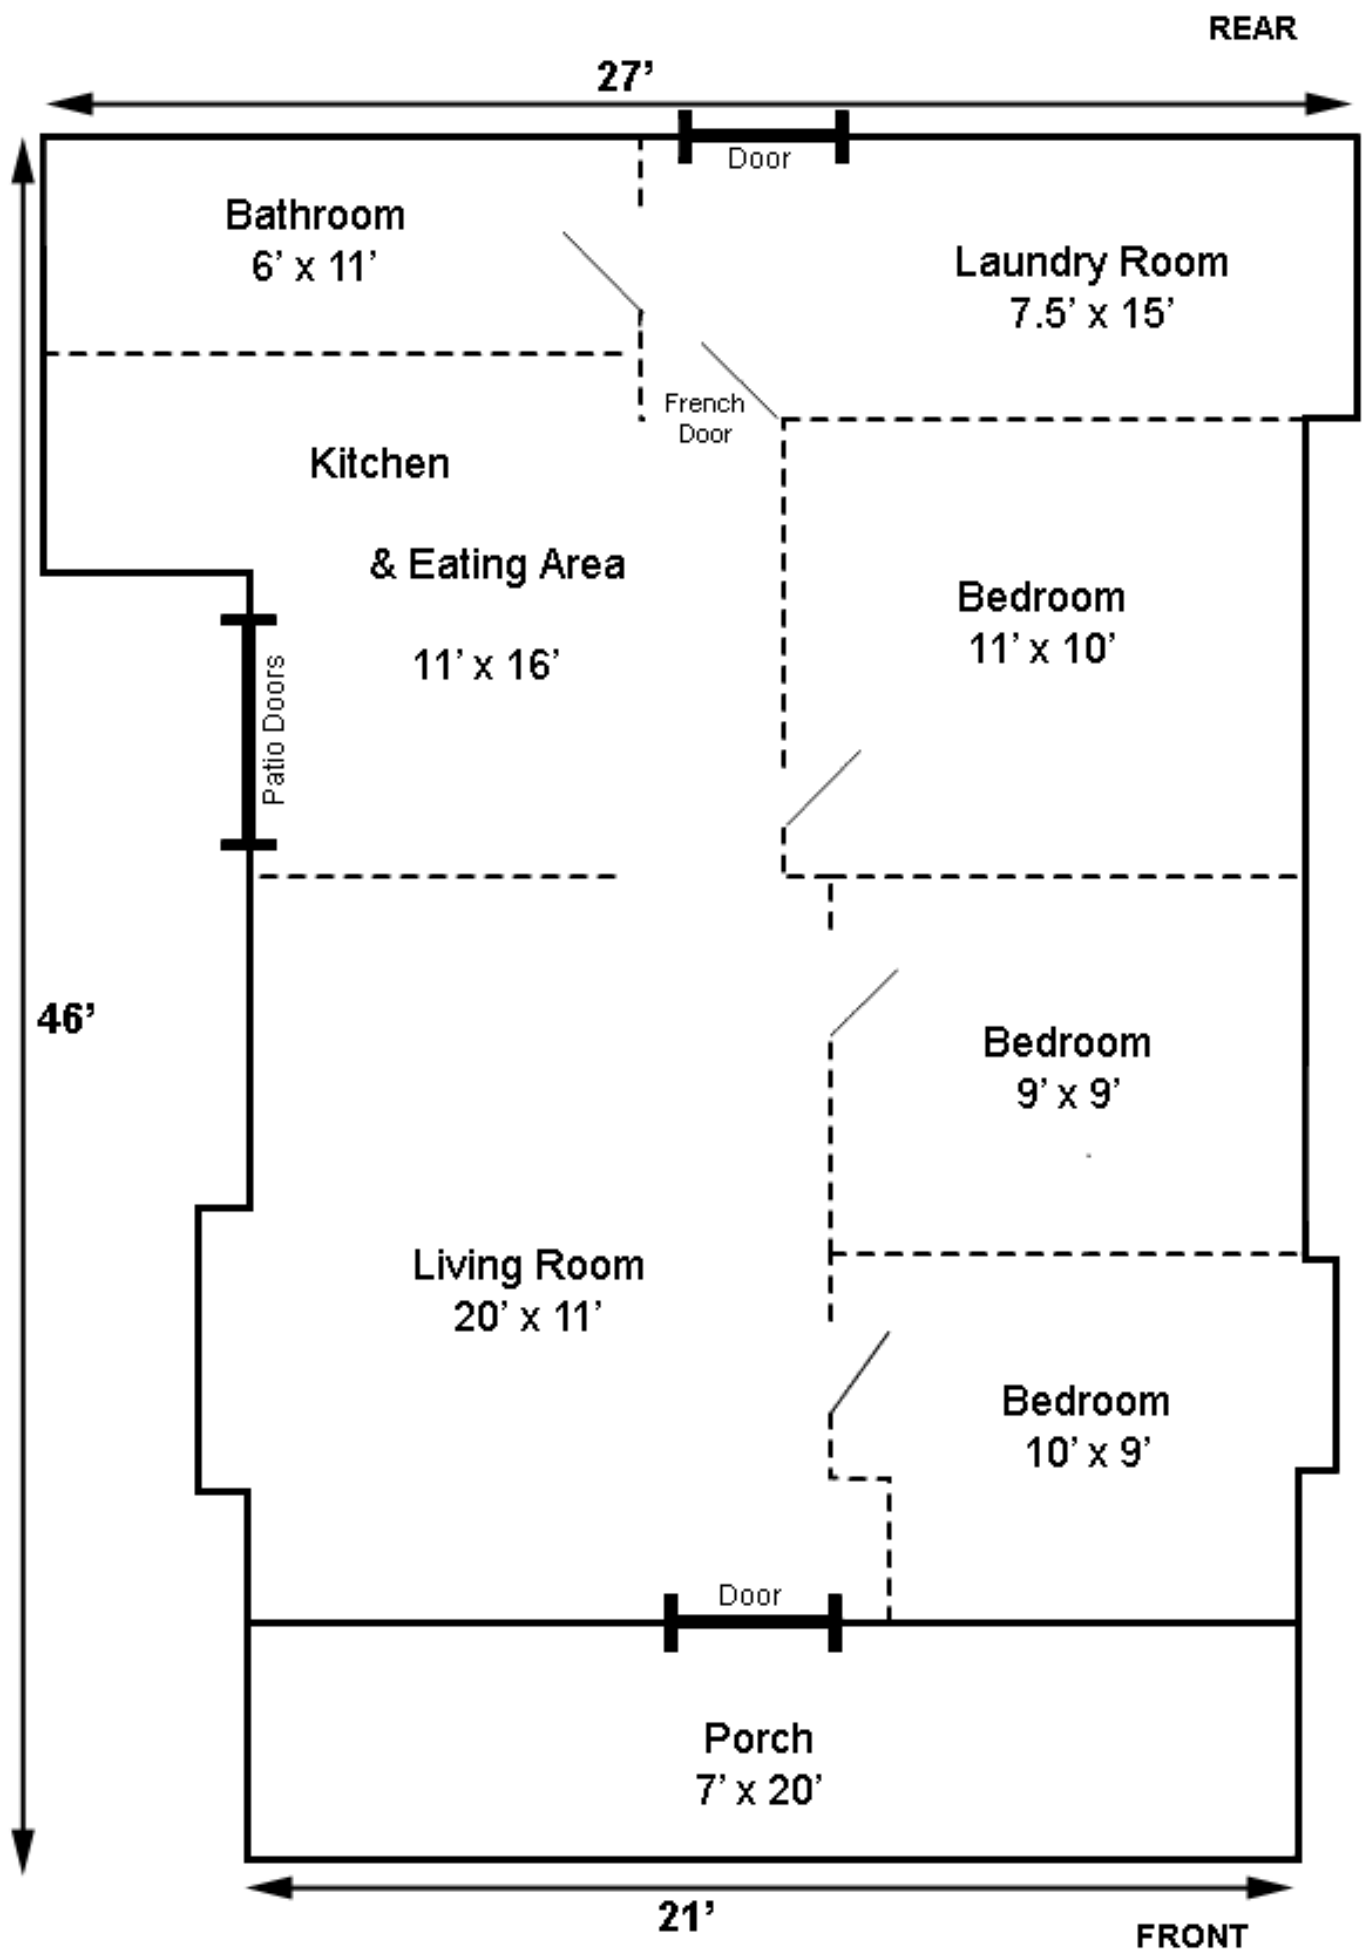 REAR
27’
Door
Bathroom
6’ x 11’
Laundry Room
7.5’ x 15’
French
Door
Kitchen
& Eating Area
11’ x 16’
Bedroom
11’ x 10’
Patio Doors
46’
Bedroom
9’ x 9’
Living Room
20’ x 11’
Bedroom
10’ x 9’
Door
Porch
7’ x 20’
21’
FRONT